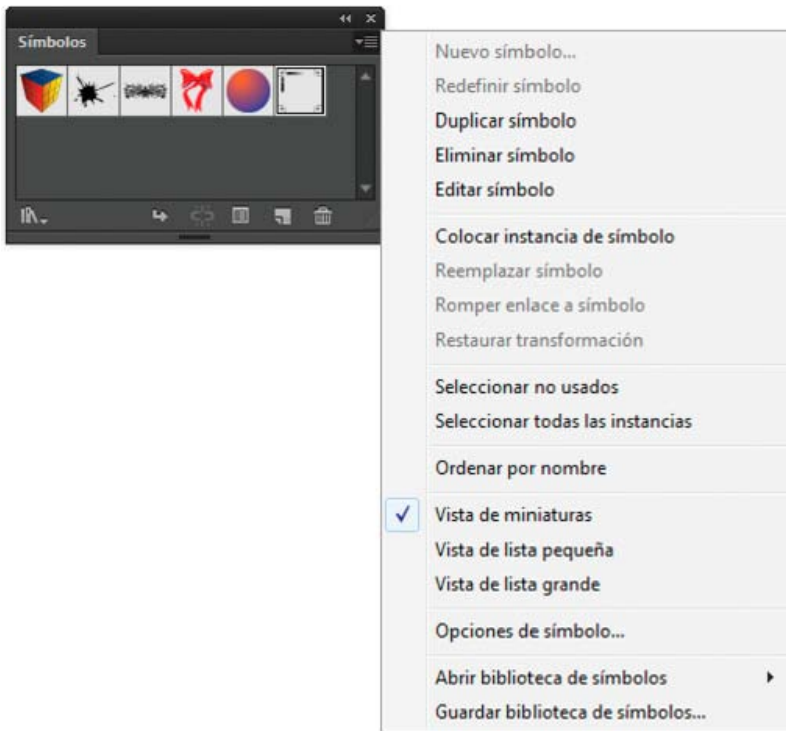 Símbolos
Nuevo símbolo...
Redefinir símbolo
Duplicar símbolo
Eliminar símbolo
Editar símbolo
Colocar instancia de símbolo
Reemplazar símbolo
Romper enlace a símbolo
Restaurar transformación
Seleccionar no usados
Seleccionar todas las instancias
Ordenar por nombre
Vista de miniaturas
Vista de lista pequeña
Vista de lista grande
Opciones de símbolo...
Abrir biblioteca de símbolos
Guardar biblioteca de símbolos...